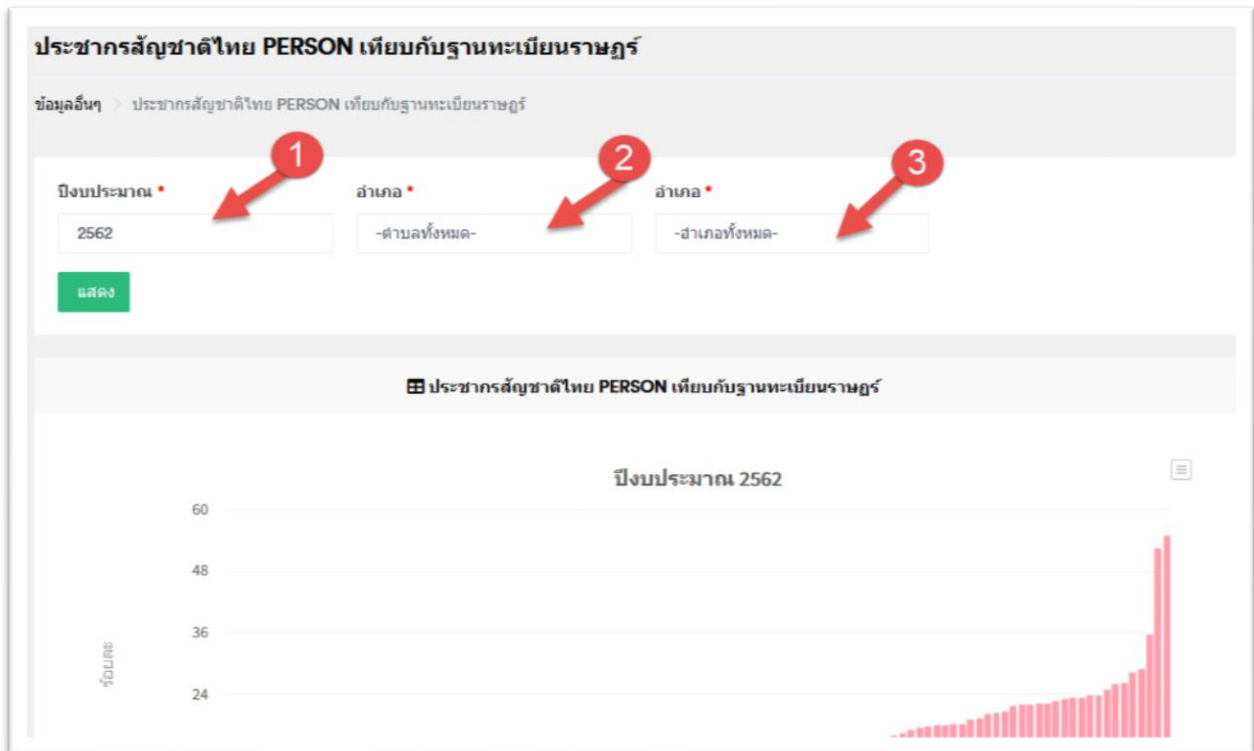 ประชากรสัญชาติไทย PERSON เทียบกับฐานทะเบียนราษฎร์
ข้อมูลอื่นๆ > ประชากรสัญชาติไทย PERSON เทียบกับฐานทะเบียนราษฎร์
1 2 3
ปีงบประมาณ * อำเภอ * อำเภอ *
2562 -ตำบลทั้งหมด- -อำเภอทั้งหมด-
แสดง
ประชากรสัญชาติไทย PERSON เทียบกับฐานทะเบียนราษฎร์
ปีงบประมาณ 2562
60
48
36
24
ร้อยละ